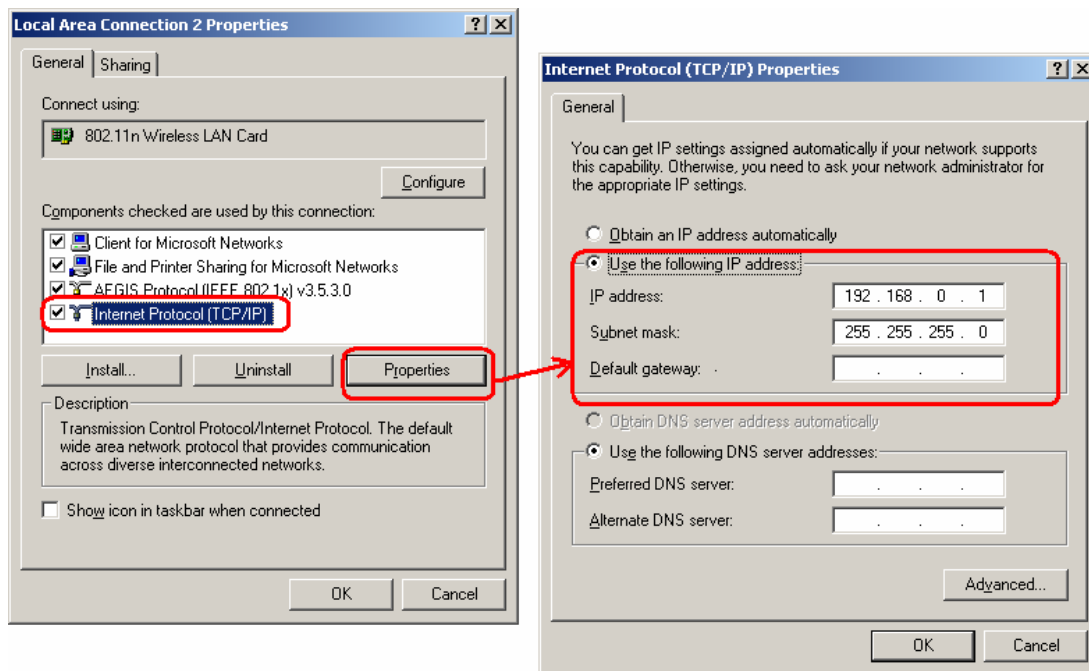 Local Area Connection 2 Properties
General
Sharing
Connect using:
802.11n Wireless LAN Card
Configure
Components checked are used by this connection:
Client for Microsoft Networks
File and Printer Sharing for Microsoft Networks
AEGIS Protocol (IEEE 802.1x) v3.5.3.0
Internet Protocol (TCP/IP)
Install...
Uninstall
Properties
Description
Transmission Control Protocol/Internet Protocol. The default
wide area network protocol that provides communication
across diverse interconnected networks.
Show icon in taskbar when connected
OK
Cancel
Internet Protocol (TCP/IP) Properties
General
You can get IP settings assigned automatically if your network supports
this capability. Otherwise, you need to ask your network administrator for
the appropriate IP settings.
Obtain an IP address automatically
Use the following IP address:
IP address:
192 . 168 . 0 . 1
Subnet mask:
255 . 255 . 255 . 0
Default gateway:
. . .
Obtain DNS server address automatically
Use the following DNS server addresses:
Preferred DNS server:
. . .
Alternate DNS server:
. . .
Advanced...
OK
Cancel